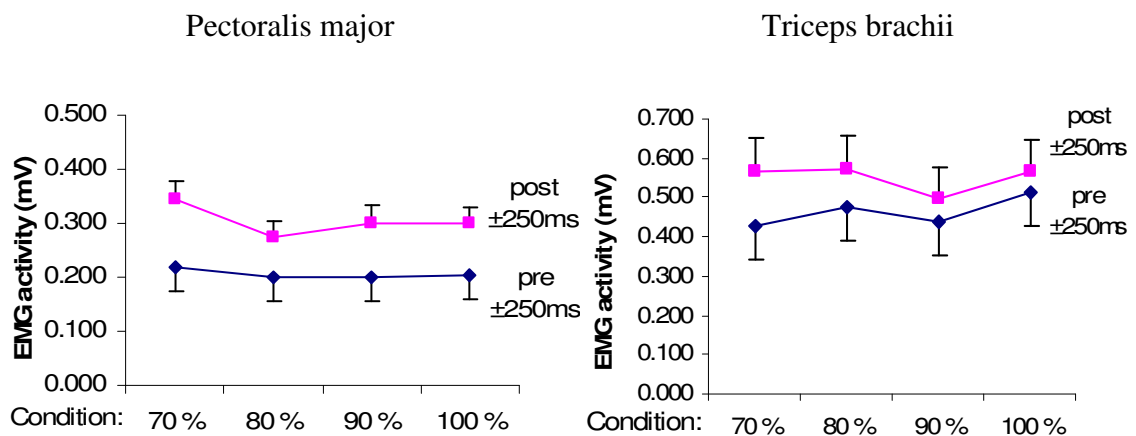 Pectoralis major
EMG activity (mV)
0.500
0.400
0.300
0.200
0.100
0.000
post
±250ms
pre
±250ms
Condition: 70 % 80 % 90 % 100 %
Triceps brachii
EMG activity (mV)
0.700
0.600
0.500
0.400
0.300
0.200
0.100
0.000
post
±250ms
pre
±250ms
Condition: 70 % 80 % 90 % 100 %